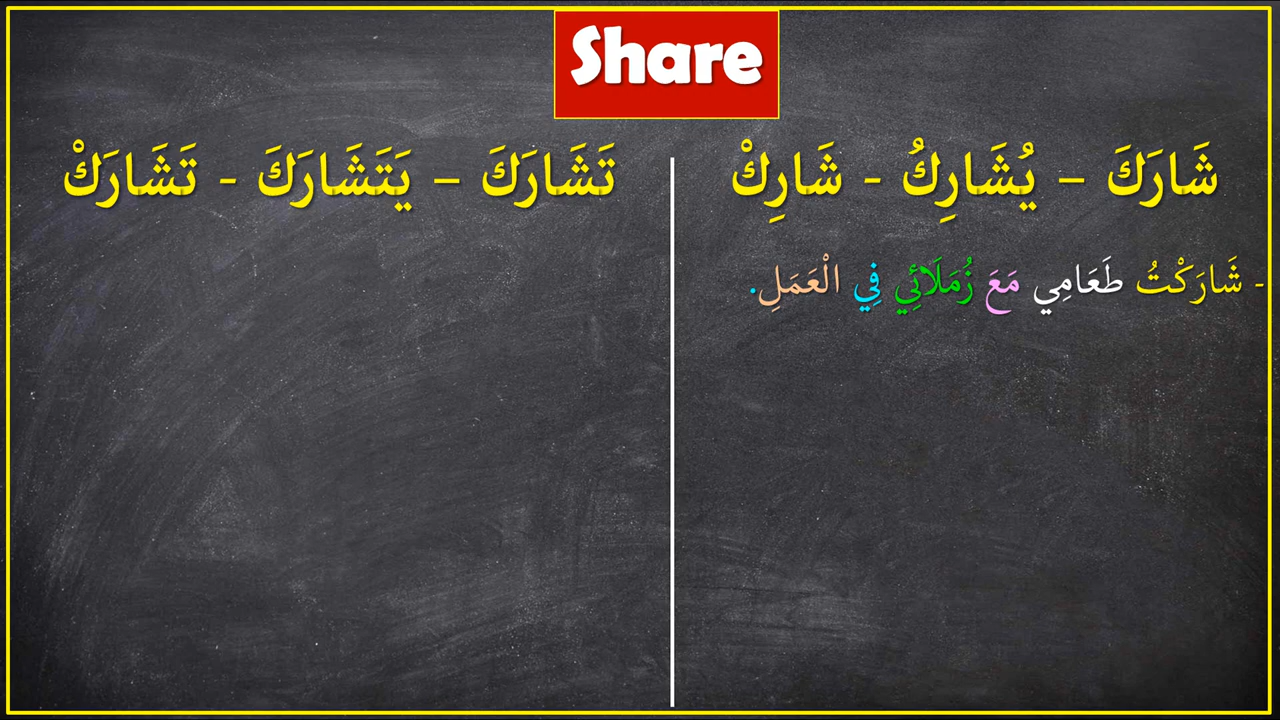 Share
شَارَكَ – يُشَارِكُ - شَارِكْ
- شَارَكْتُ طَعَامِي مَعَ زُمَلَائِي فِي الْعَمَلِ.
تَشَارَكَ – يَتَشَارَكَ - تَشَارَكْ